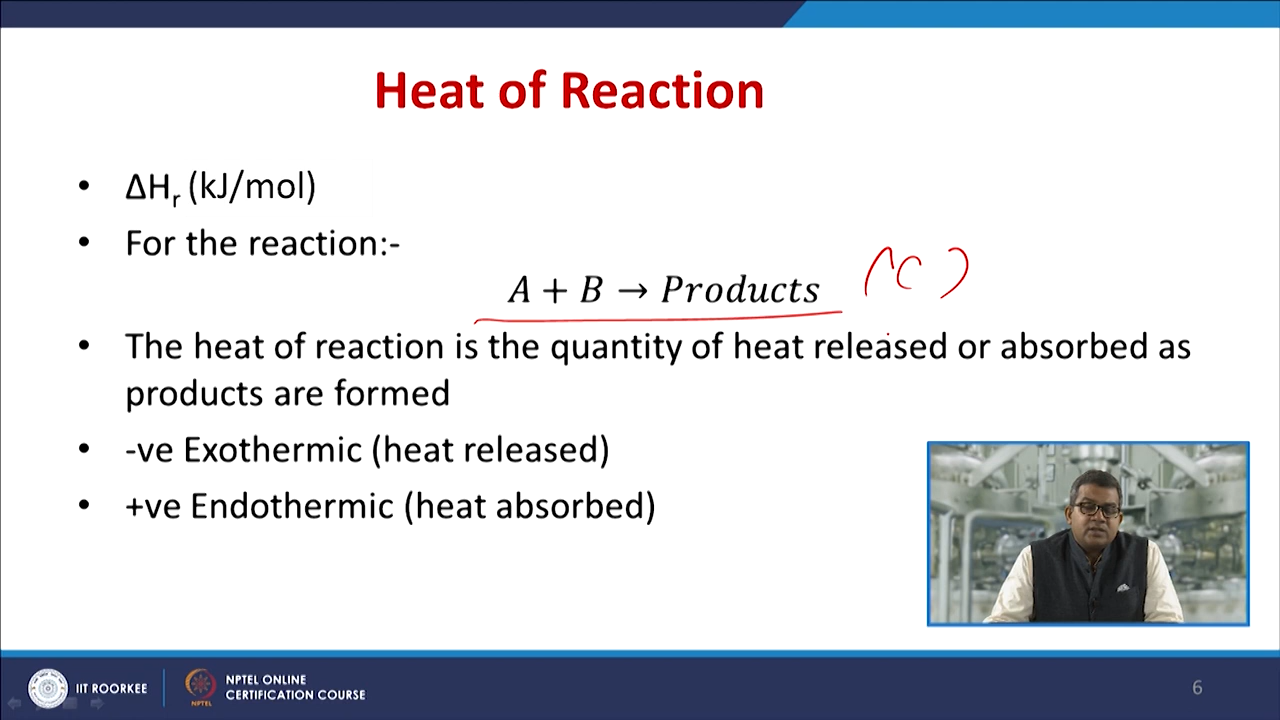 Heat of Reaction
• ΔHr (kJ/mol)
• For the reaction:-
A + B → Products (C)
• The heat of reaction is the quantity of heat released or absorbed as
products are formed
• -ve Exothermic (heat released)
• +ve Endothermic (heat absorbed)
IIT ROORKEE
NPTEL ONLINE
CERTIFICATION COURSE
NPTEL
6